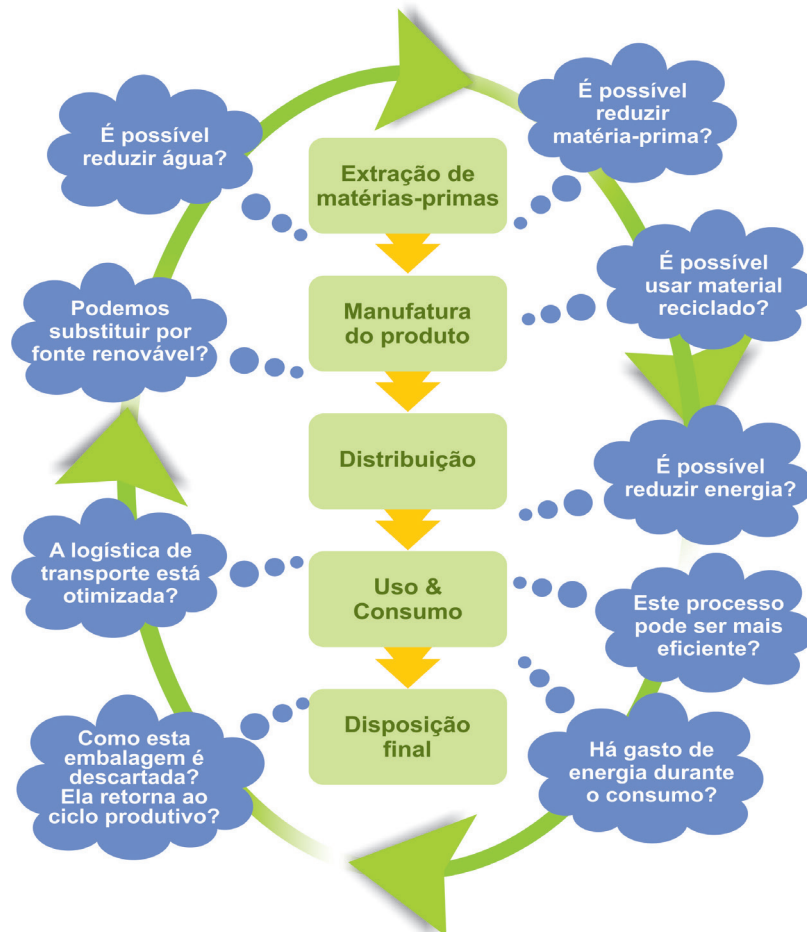 É possível
reduzir água?
É possível
reduzir
matéria-prima?
Extração de
matérias-primas
Podemos
substituir por
fonte renovável?
Manufatura
do produto
É possível
usar material
reciclado?
Distribuição
É possível
reduzir energia?
A logística de
transporte está
otimizada?
Uso &
Consumo
Este processo
pode ser mais
eficiente?
Como esta
embalagem é
descartada?
Ela retorna ao
ciclo produtivo?
Disposição
final
Há gasto de
energia durante
o consumo?